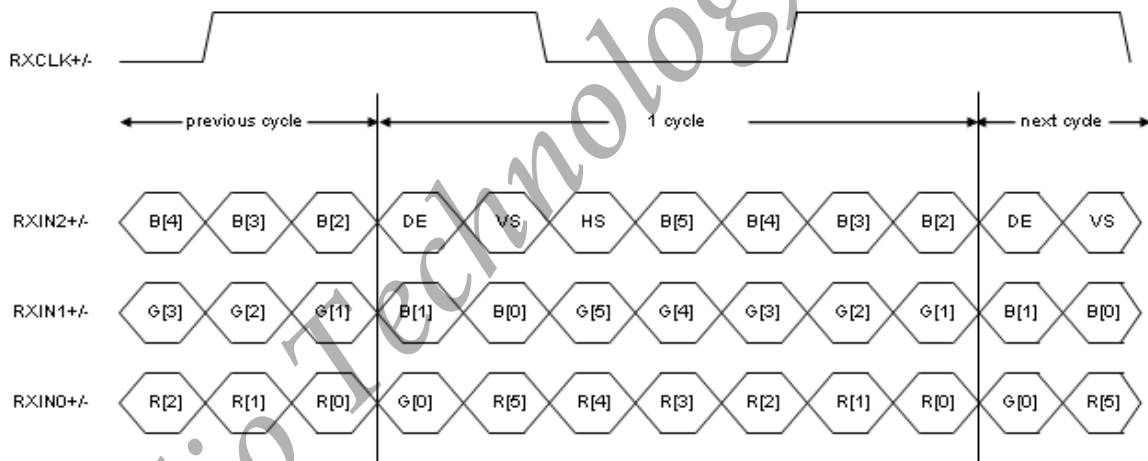 RXCLK+/-
previous cycle 1 cycle next cycle
RXIN2+/- B[4] B[3] B[2] DE VS HS B[5] B[4] B[3] B[2] DE VS
RXIN1+/- G[3] G[2] G[1] B[1] B[0] G[5] G[4] G[3] G[2] G[1] B[1] B[0]
RXIN0+/- R[2] R[1] R[0] G[0] R[5] R[4] R[3] R[2] R[1] R[0] G[0] R[5]
Technology